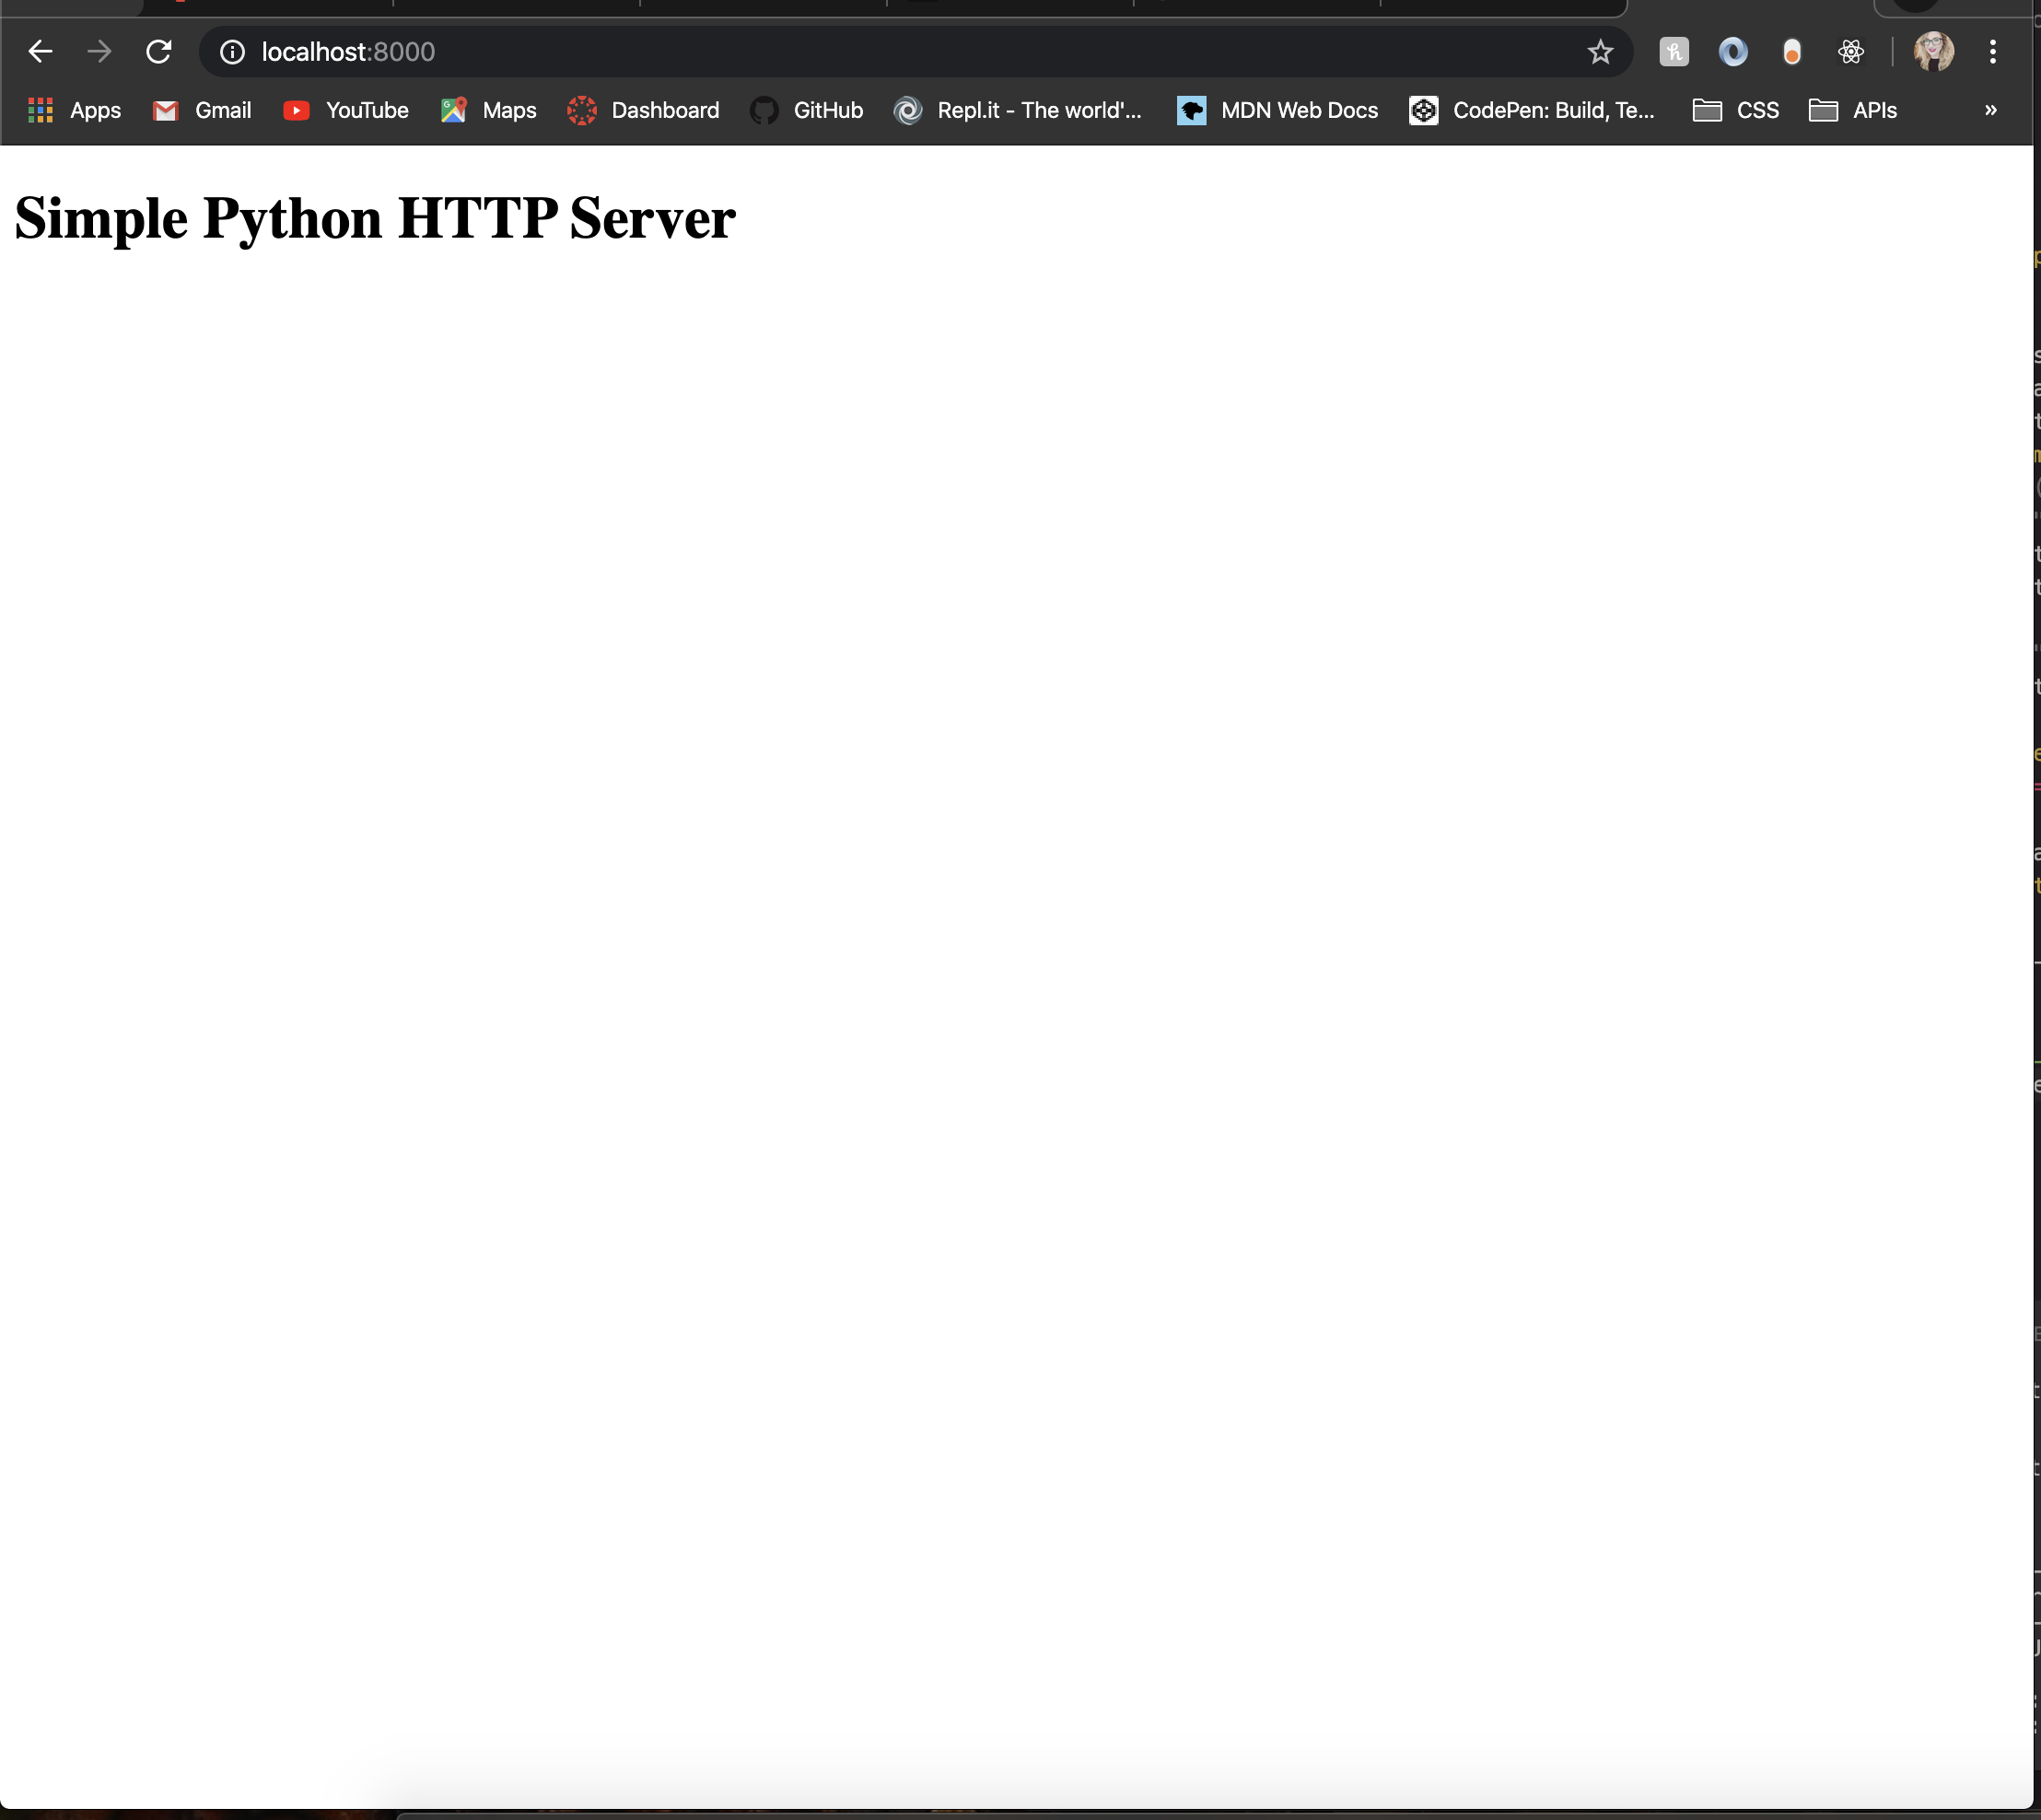 localhost:8000
Apps Gmail YouTube Maps Dashboard GitHub Repl.it - The world'... MDN Web Docs CodePen: Build, Te... CSS APIs »
Simple Python HTTP Server